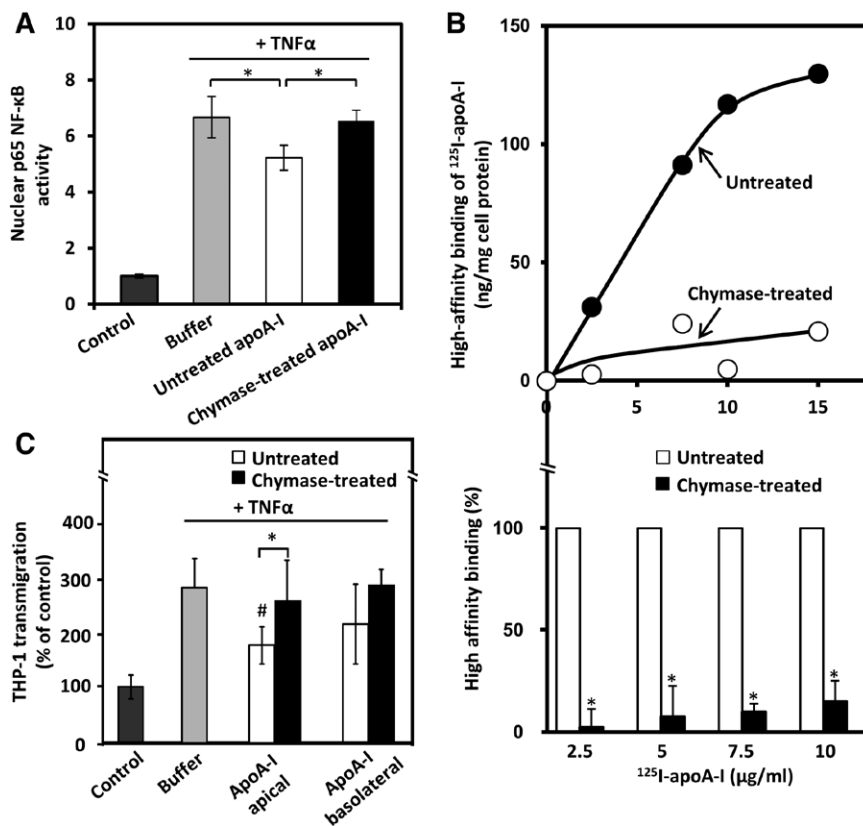 A
Nuclear p65 NF-κB
activity
10
8
6
4
2
0
+ TNFα
*
*
Control
Buffer
Untreated apoA-I
Chymase-treated apoA-I
B
High-affinity binding of ¹²⁵I-apoA-I
(ng/mg cell protein)
150
100
50
0
Untreated
Chymase-treated
0
5
10
15
High affinity binding (%)
Untreated
Chymase-treated
100
50
0
*
*
*
*
2.5
5
7.5
10
¹²⁵I-apoA-I (μg/ml)
C
THP-1 transmigration
(% of control)
Untreated
Chymase-treated
+ TNFα
400
300
200
100
0
*
#
Control
Buffer
ApoA-I
apical
ApoA-I
basolateral